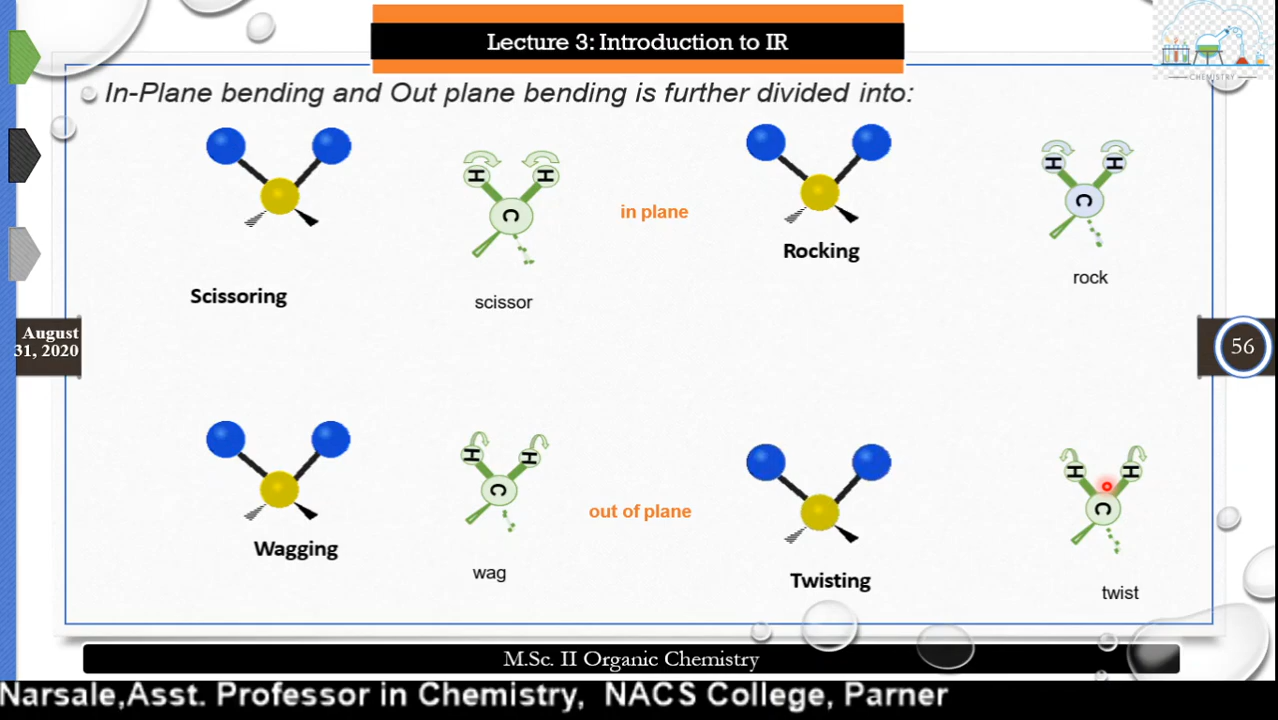 Lecture 3: Introduction to IR
CHEMISTRY
In-Plane bending and Out plane bending is further divided into:
H H
C
H H
C
in plane
Scissoring
scissor
Rocking
rock
August
31, 2020
56
H H
C
H H
C
out of plane
Wagging
wag
Twisting
twist
M.Sc. II Organic Chemistry
Narsale,Asst. Professor in Chemistry, NACS College, Parner